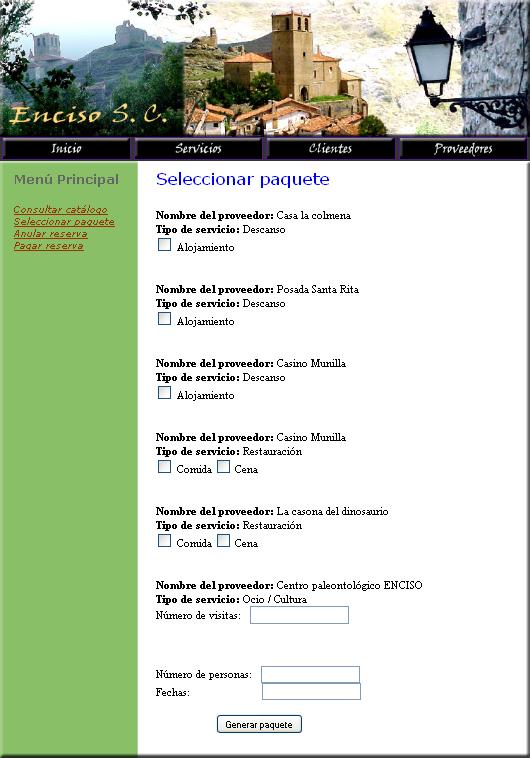 Enciso S. C.
Inicio Servicios Clientes Proveedores
Menú Principal
Consultar catálogo
Seleccionar paquete
Anular reserva
Pagar reserva
Seleccionar paquete
Nombre del proveedor: Casa la colmena
Tipo de servicio: Descanso
Alojamiento
Nombre del proveedor: Posada Santa Rita
Tipo de servicio: Descanso
Alojamiento
Nombre del proveedor: Casino Munilla
Tipo de servicio: Descanso
Alojamiento
Nombre del proveedor: Casino Munilla
Tipo de servicio: Restauración
Comida Cena
Nombre del proveedor: La casona del dinosaurio
Tipo de servicio: Restauración
Comida Cena
Nombre del proveedor: Centro paleontológico ENCISO
Tipo de servicio: Ocio / Cultura
Número de visitas:
Número de personas:
Fechas:
Generar paquete